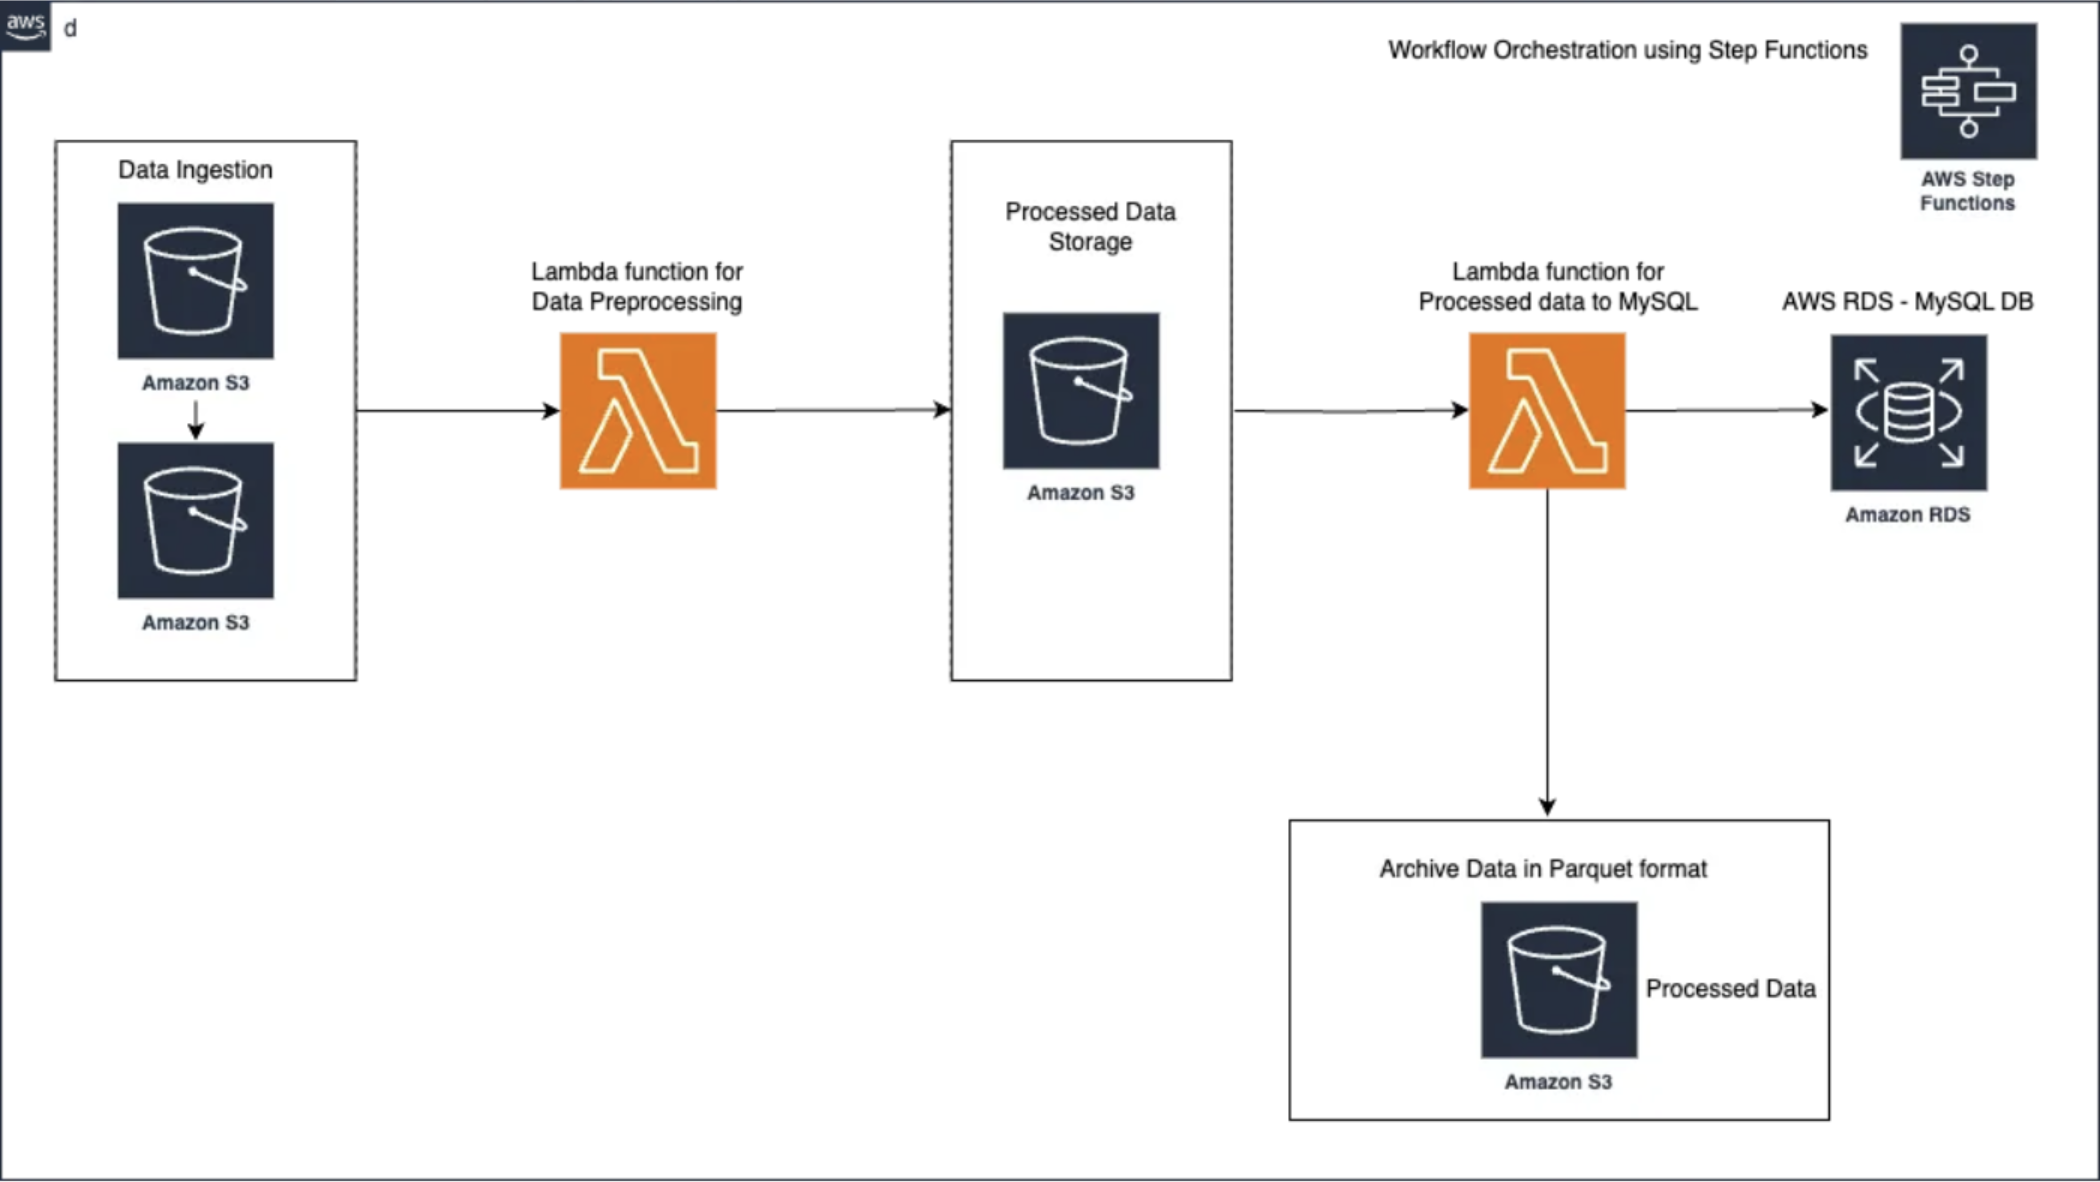 aws
d
Workflow Orchestration using Step Functions
AWS Step
Functions
Data Ingestion
Amazon S3
Amazon S3
Lambda function for
Data Preprocessing
Processed Data
Storage
Amazon S3
Lambda function for
Processed data to MySQL
AWS RDS - MySQL DB
Amazon RDS
Archive Data in Parquet format
Processed Data
Amazon S3